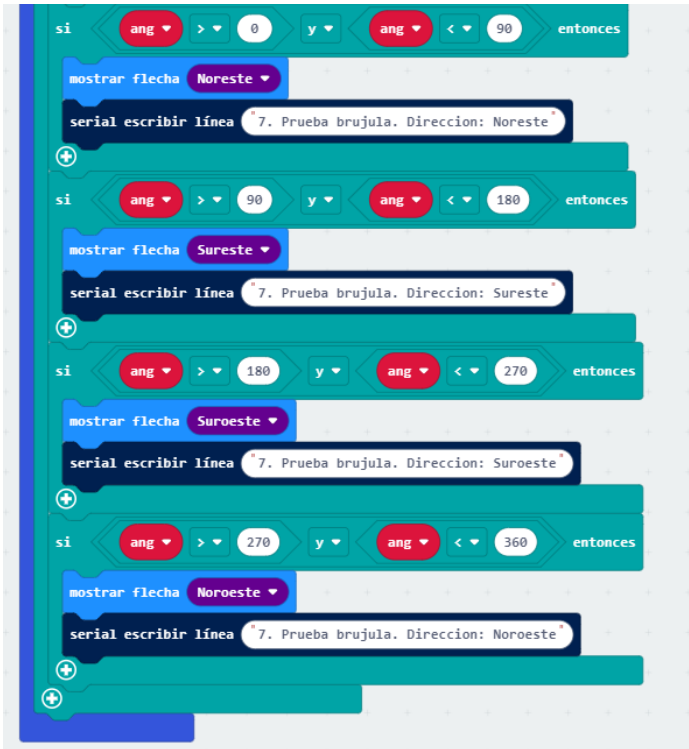 si ang > 0 y ang < 90 entonces
mostrar flecha Noreste
serial escribir línea "7. Prueba brujula. Direccion: Noreste"
si ang > 90 y ang < 180 entonces
mostrar flecha Sureste
serial escribir línea "7. Prueba brujula. Direccion: Sureste"
si ang > 180 y ang < 270 entonces
mostrar flecha Suroeste
serial escribir línea "7. Prueba brujula. Direccion: Suroeste"
si ang > 270 y ang < 360 entonces
mostrar flecha Noroeste
serial escribir línea "7. Prueba brujula. Direccion: Noroeste"